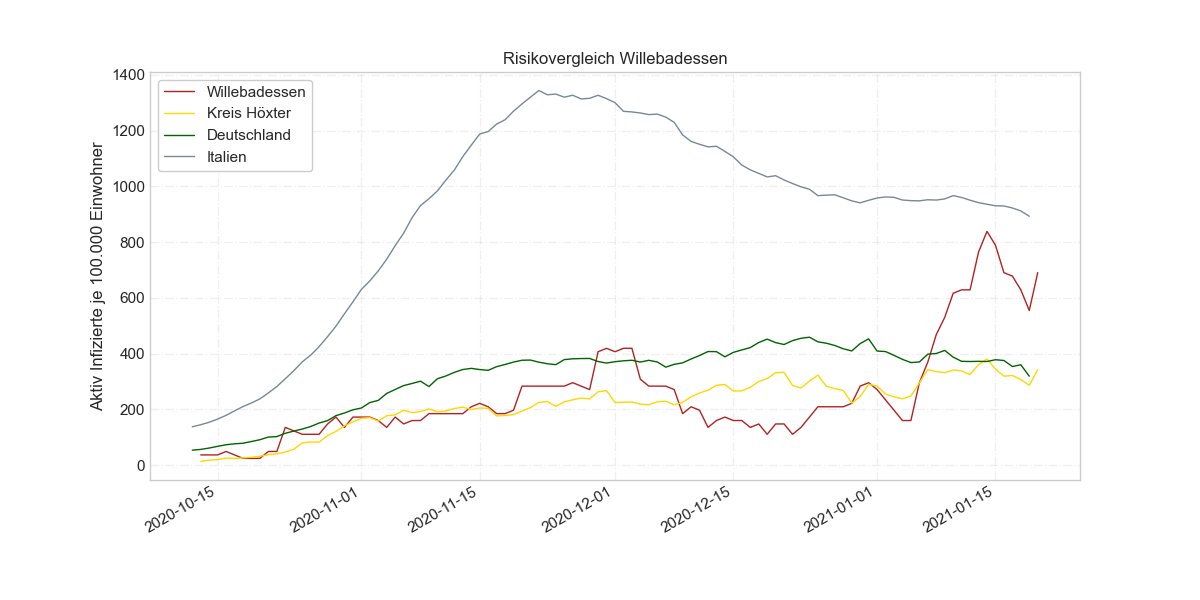 Risikovergleich Willebadessen
Aktiv Infizierte je 100.000 Einwohner
1400
1200
1000
800
600
400
200
0
Willebadessen
Kreis Höxter
Deutschland
Italien
2020-10-15
2020-11-01
2020-11-15
2020-12-01
2020-12-15
2021-01-01
2021-01-15